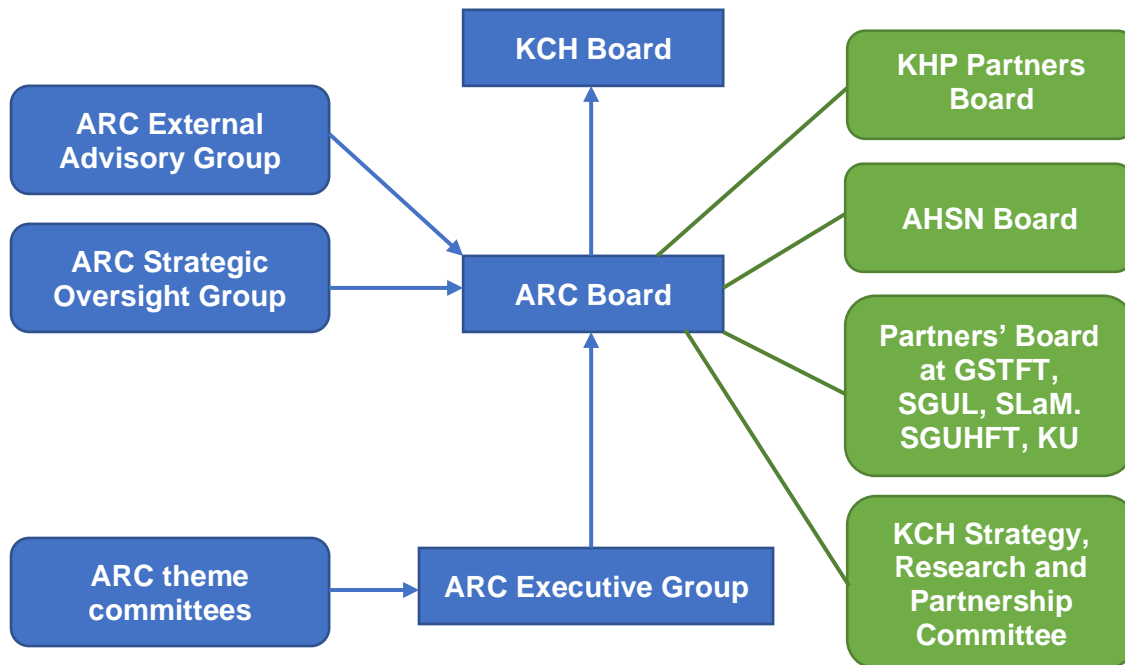 KCH Board
KHP Partners
Board
ARC External
Advisory Group
AHSN Board
ARC Strategic
Oversight Group
ARC Board
Partners’ Board
at GSTFT,
SGUL, SLaM.
SGUHFT, KU
KCH Strategy,
Research and
Partnership
Committee
ARC theme
committees
ARC Executive Group